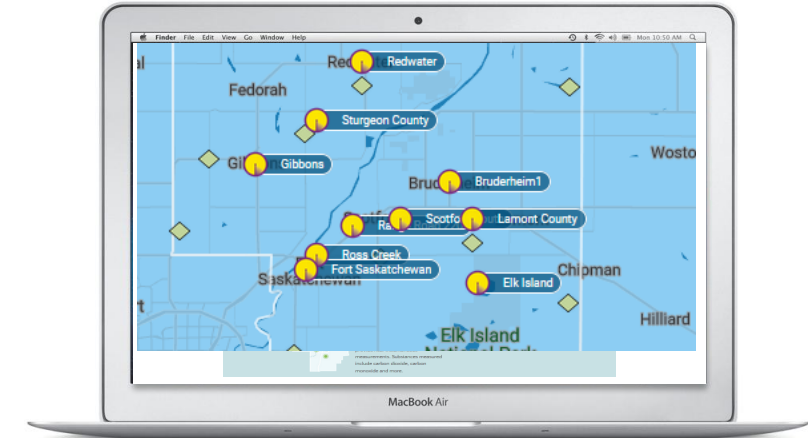 Finder File Edit View Go Window Help Mon 10:50 AM
Redwater
Fedorah
Sturgeon County
Gibbons
Wosto
Bruderheim1
Scotfo
Lamont County
Ross Creek
Fort Saskatchewan
Saskatchewan
Chipman
Elk Island
Hilliard
Elk Island
National Park
measurements. Substances measured
include carbon dioxide, carbon
monoxide and more.
MacBook Air